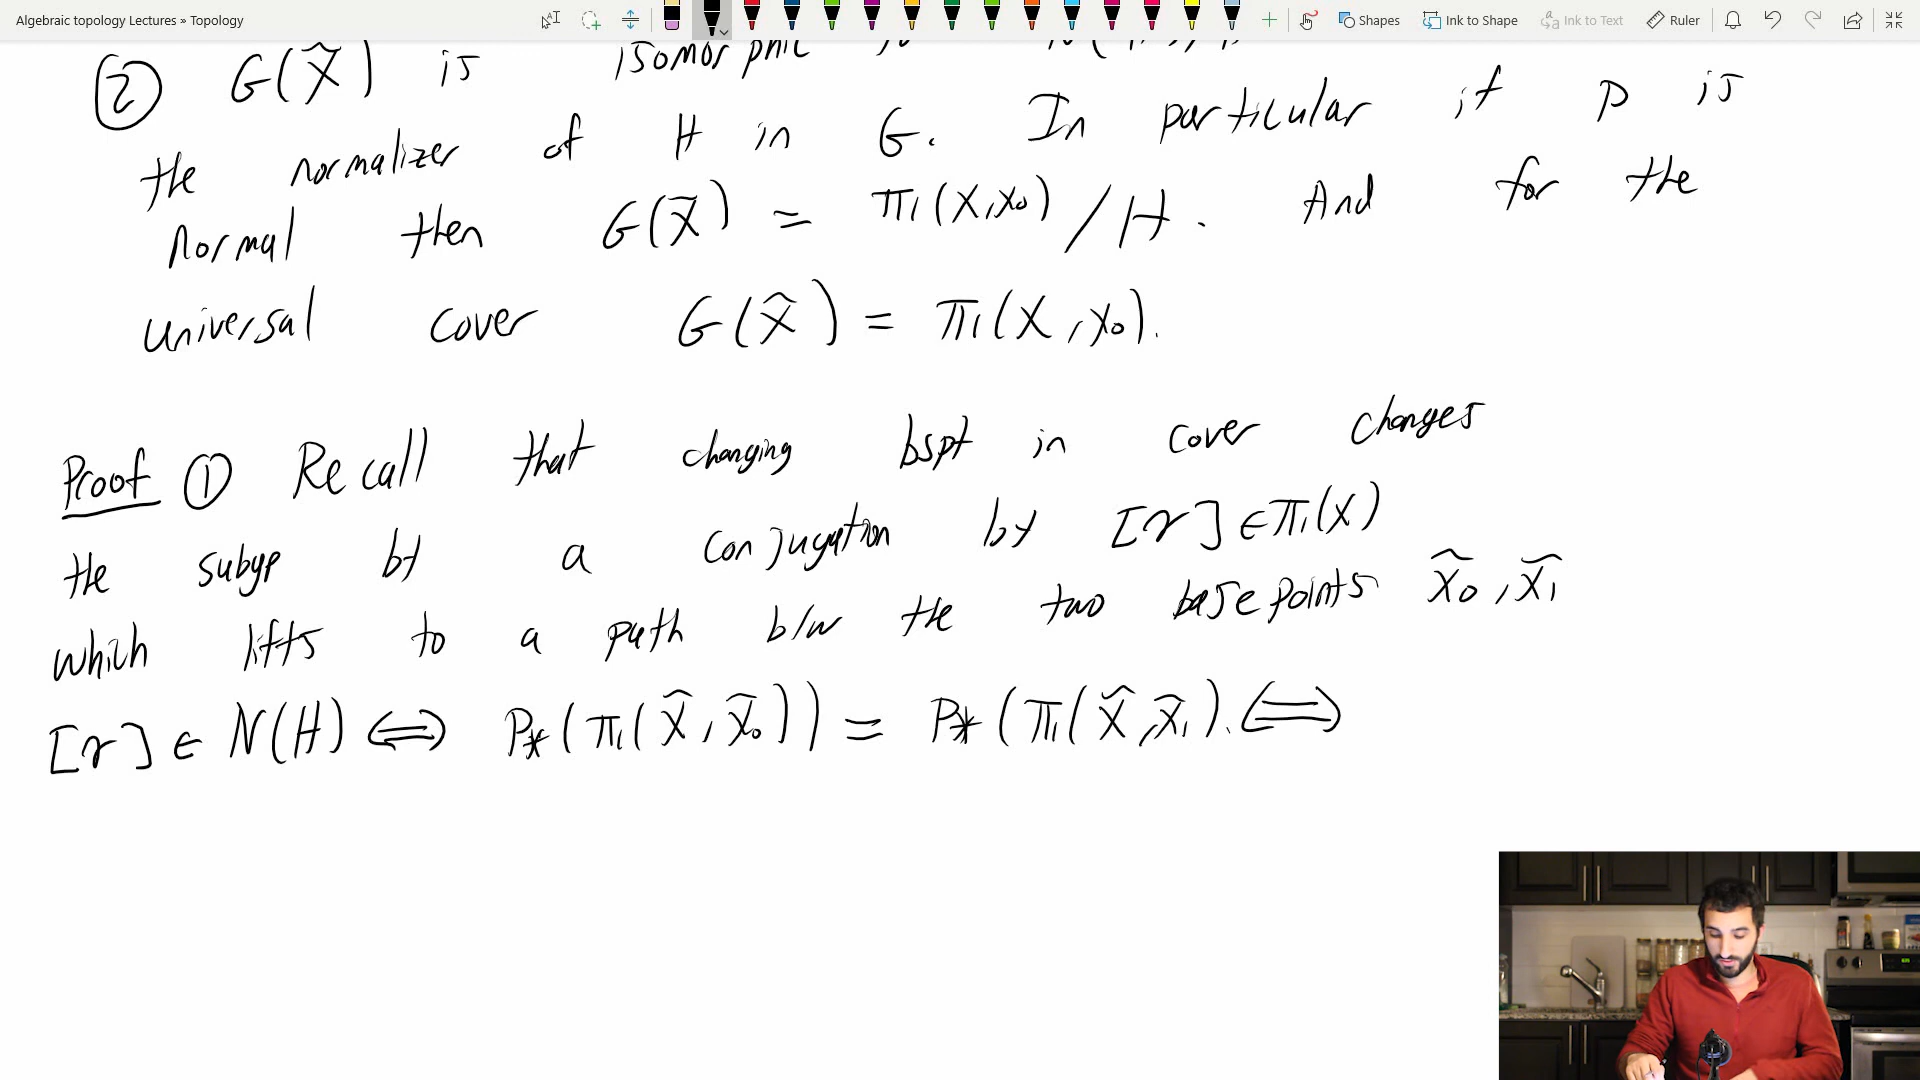 Algebraic topology Lectures » Topology
Shapes Ink to Shape Ink to Text Ruler
② G(X̃) is isomorphic
the normalizer of H in G. In particular if p is
normal then G(X̃) = π₁(X,x₀)/H. And for the
universal cover G(X̃) = π₁(X,x₀).
Proof ① Recall that changing bspt in cover changes
the subgp by a conjugation by [γ] ∈ π₁(X)
which lifts to a path b/w the two basepoints x̃₀, x̃₁
[γ] ∈ N(H) ⟺ P*(π₁(X̃, x̃₀)) = P*(π₁(X̃, x̃₁). ⟺